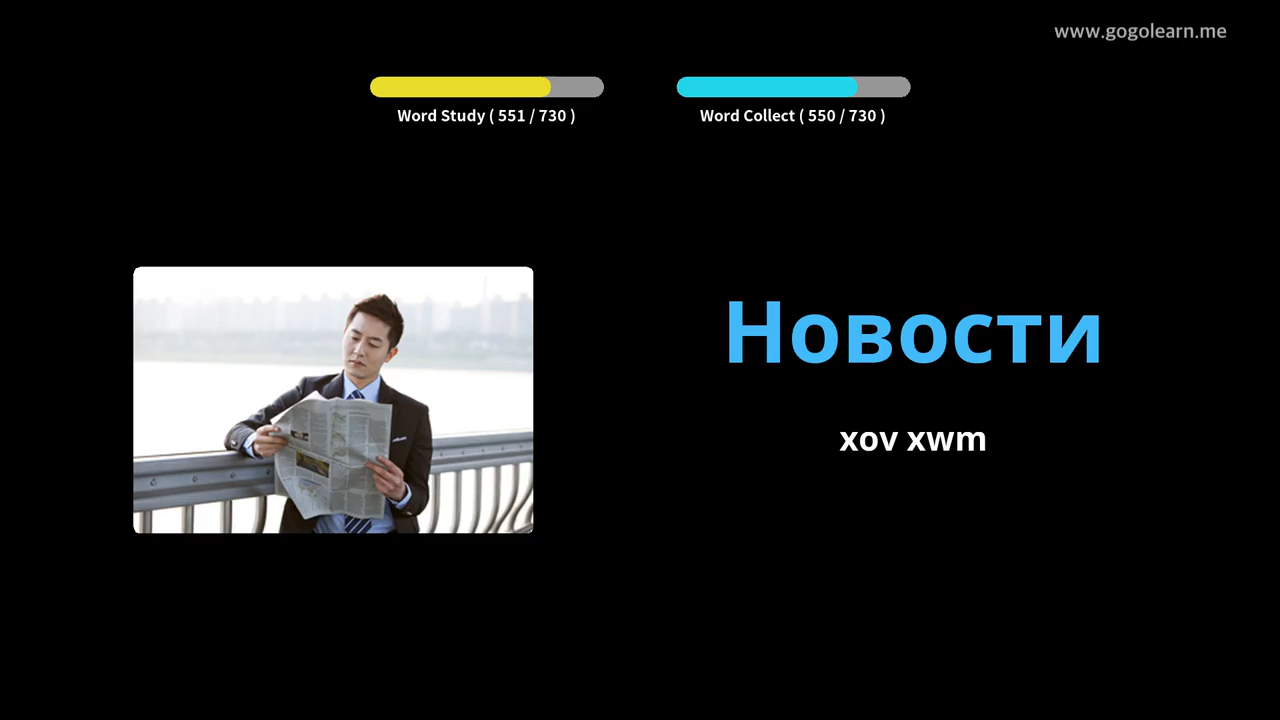 www.gogolearn.me
Word Study ( 551 / 730 )
Word Collect ( 550 / 730 )
Новости
xov xwm